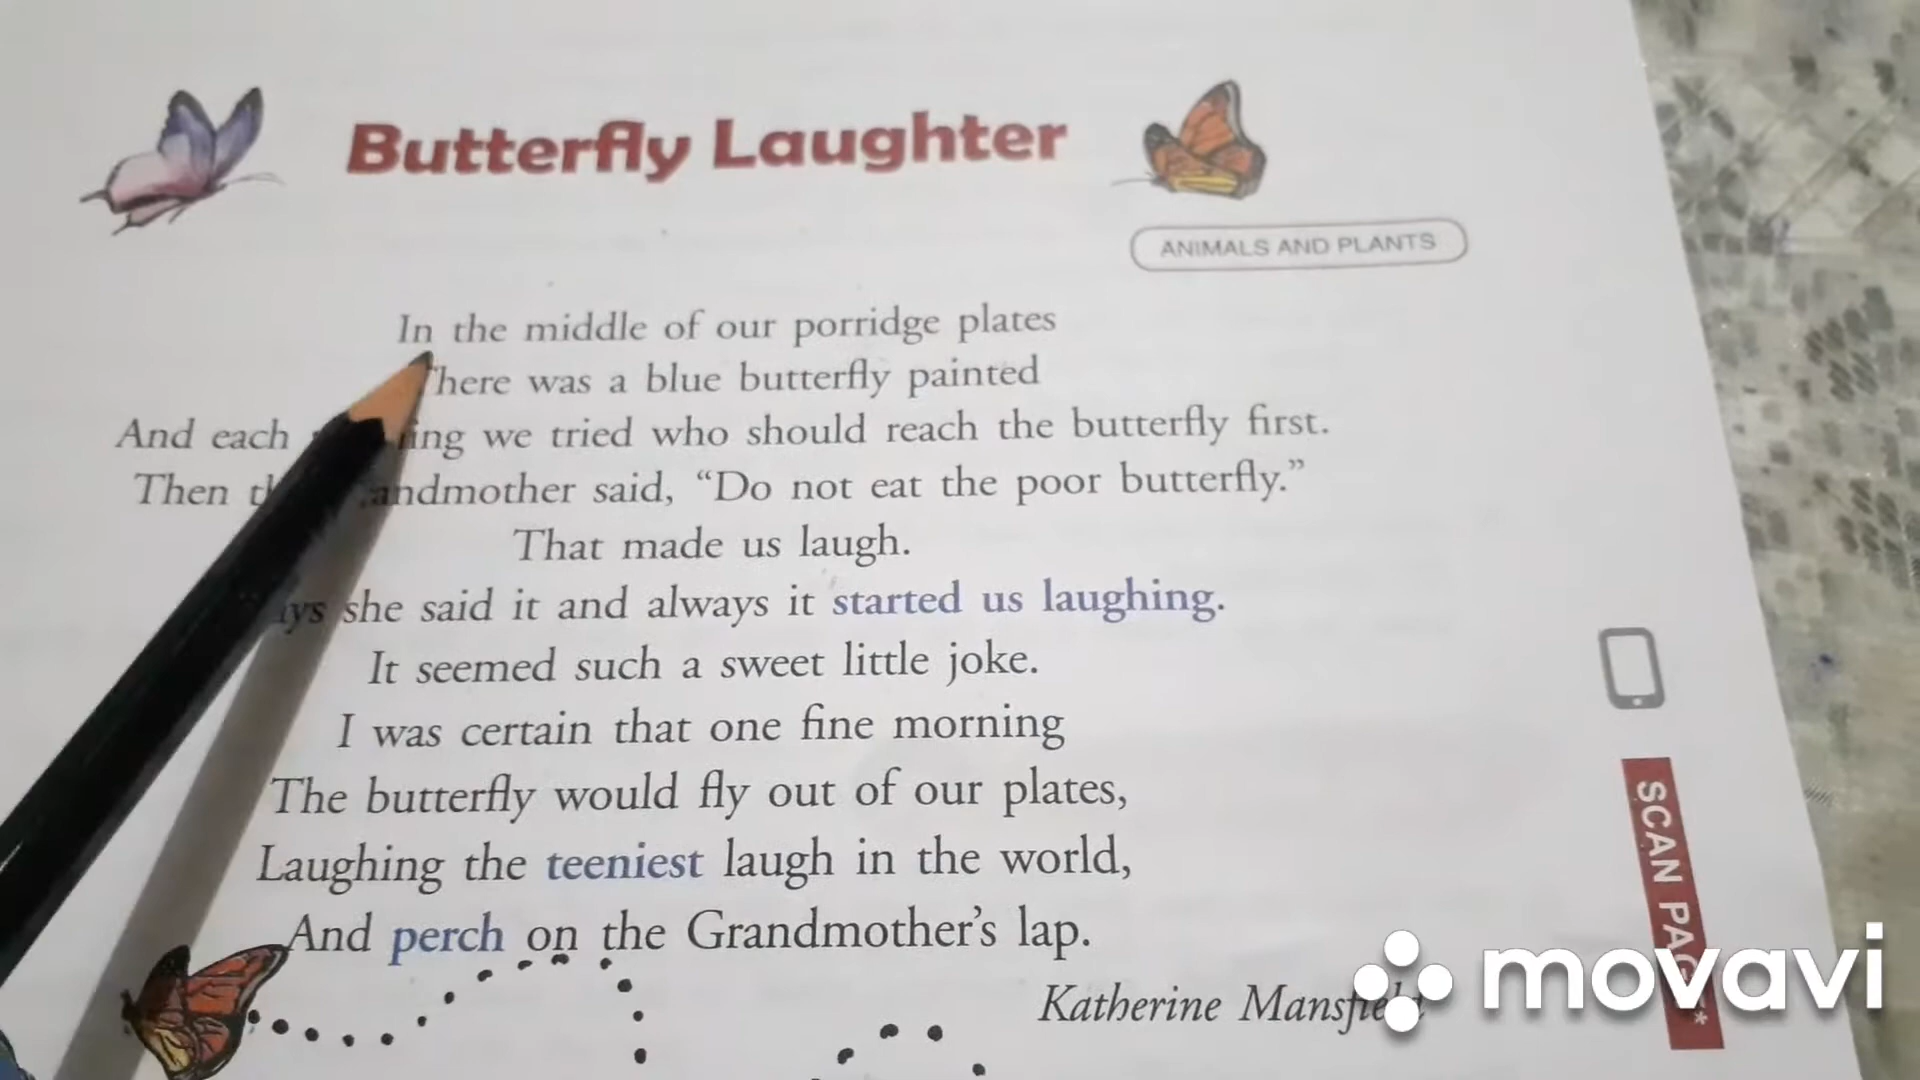 Butterfly Laughter
ANIMALS AND PLANTS
In the middle of our porridge plates
here was a blue butterfly painted
And each ing we tried who should reach the butterfly first.
Then th andmother said, “Do not eat the poor butterfly.”
That made us laugh.
ays she said it and always it started us laughing.
It seemed such a sweet little joke.
I was certain that one fine morning
The butterfly would fly out of our plates,
Laughing the teeniest laugh in the world,
And perch on the Grandmother’s lap.
Katherine Mansfield
SCAN PAG *
movavi